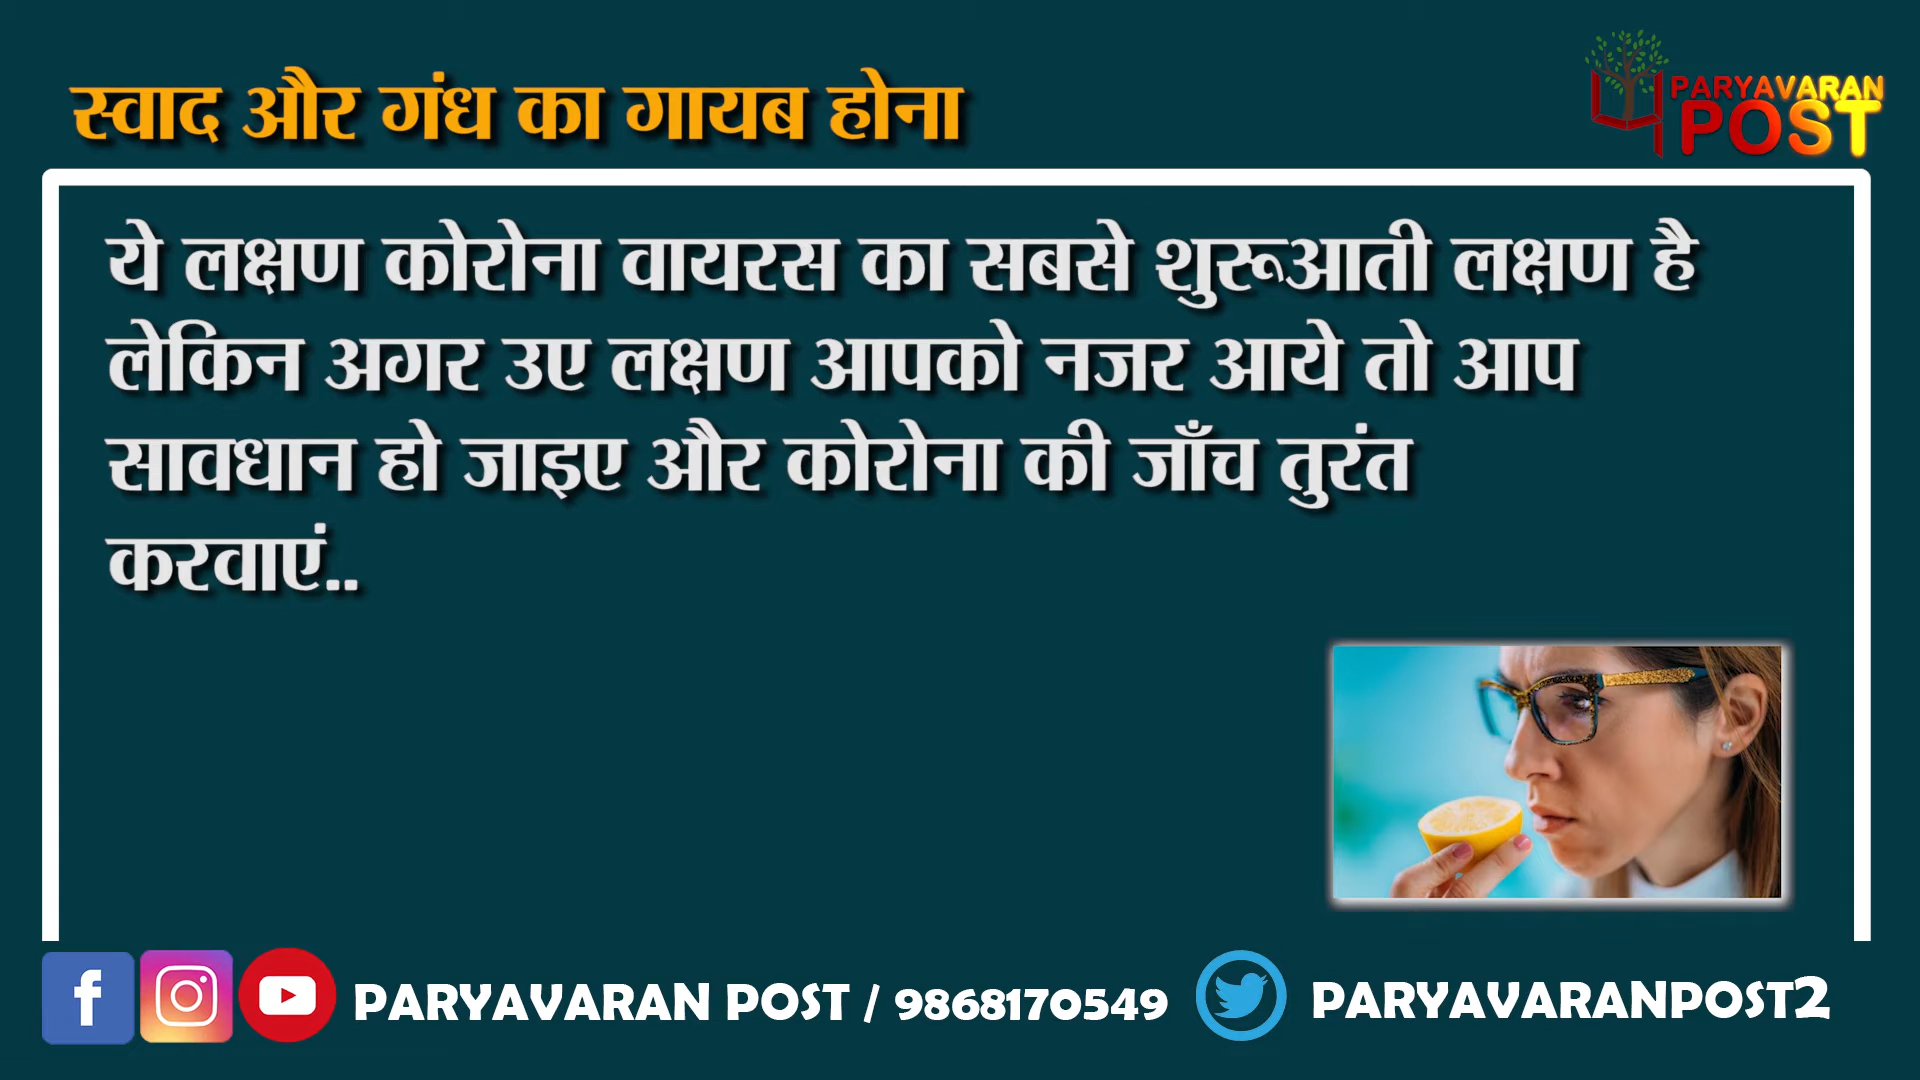 स्वाद और गंध का गायब होना
PARYAVARAN
POST
ये लक्षण कोरोना वायरस का सबसे शुरूआती लक्षण है
लेकिन अगर उए लक्षण आपको नजर आये तो आप
सावधान हो जाइए और कोरोना की जाँच तुरंत
करवाएं..
PARYAVARAN POST / 9868170549
PARYAVARANPOST2